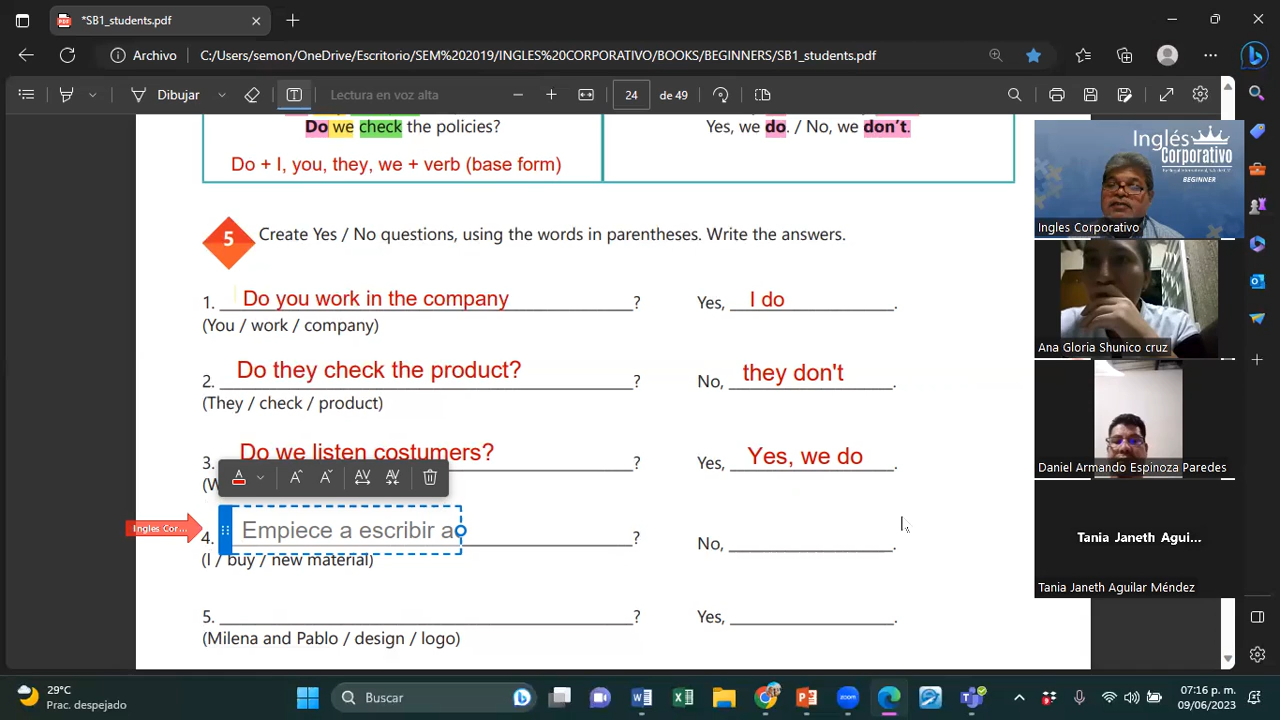 *SB1_students.pdf
Archivo
C:/Users/semon/OneDrive/Escritorio/SEM%202019/INGLES%20CORPORATIVO/BOOKS/BEGINNERS/SB1_students.pdf
Dibujar
Lectura en voz alta
24
de 49
Do we check the policies?
Yes, we do. / No, we don't.
Do + I, you, they, we + verb (base form)
5
Create Yes / No questions, using the words in parentheses. Write the answers.
1. Do you work in the company ?
Yes, I do.
(You / work / company)
2. Do they check the product? ?
No, they don't.
(They / check / product)
3. Do we listen costumers? ?
Yes, Yes, we do.
(W
Ingles Cor...
4. Empiece a escribir a ?
No, .
(I / buy / new material)
5. ?
Yes, .
(Milena and Pablo / design / logo)
Inglés
Corporativo
BEGINNER
Ingles Corporativo
Ana Gloria Shunico cruz
Daniel Armando Espinoza Paredes
Tania Janeth Agui...
Tania Janeth Aguilar Méndez
29°C
Prac. despejado
Buscar
07:16 p. m.
09/06/2023